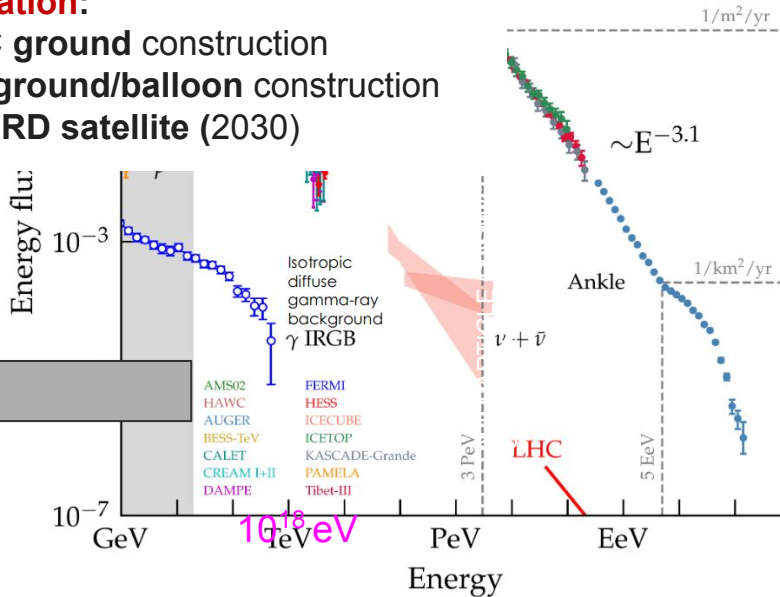 ation:
C ground construction
ground/balloon construction
RD satellite (2030)
1/m²/yr
~E⁻³·¹
Energy flux
10⁻³
Isotropic
diffuse
gamma-ray
background
γ IRGB
ν + ν̄
Ankle
1/km²/yr
AMS02
HAWC
AUGER
BESS-TeV
CALET
CREAM I+II
DAMPE
FERMI
HESS
ICECUBE
ICETOP
KASCADE-Grande
PAMELA
Tibet-III
3 PeV
LHC
5 EeV
10⁻⁷
GeV
TeV
10¹⁸ eV
PeV
EeV
Energy